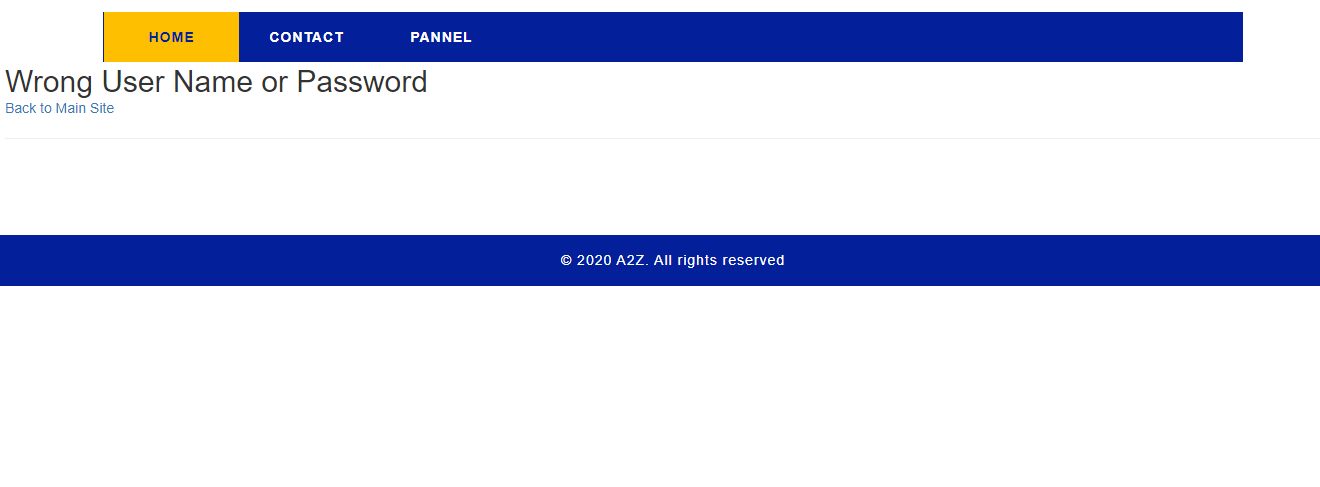 HOME CONTACT PANNEL
Wrong User Name or Password
Back to Main Site
© 2020 A2Z. All rights reserved